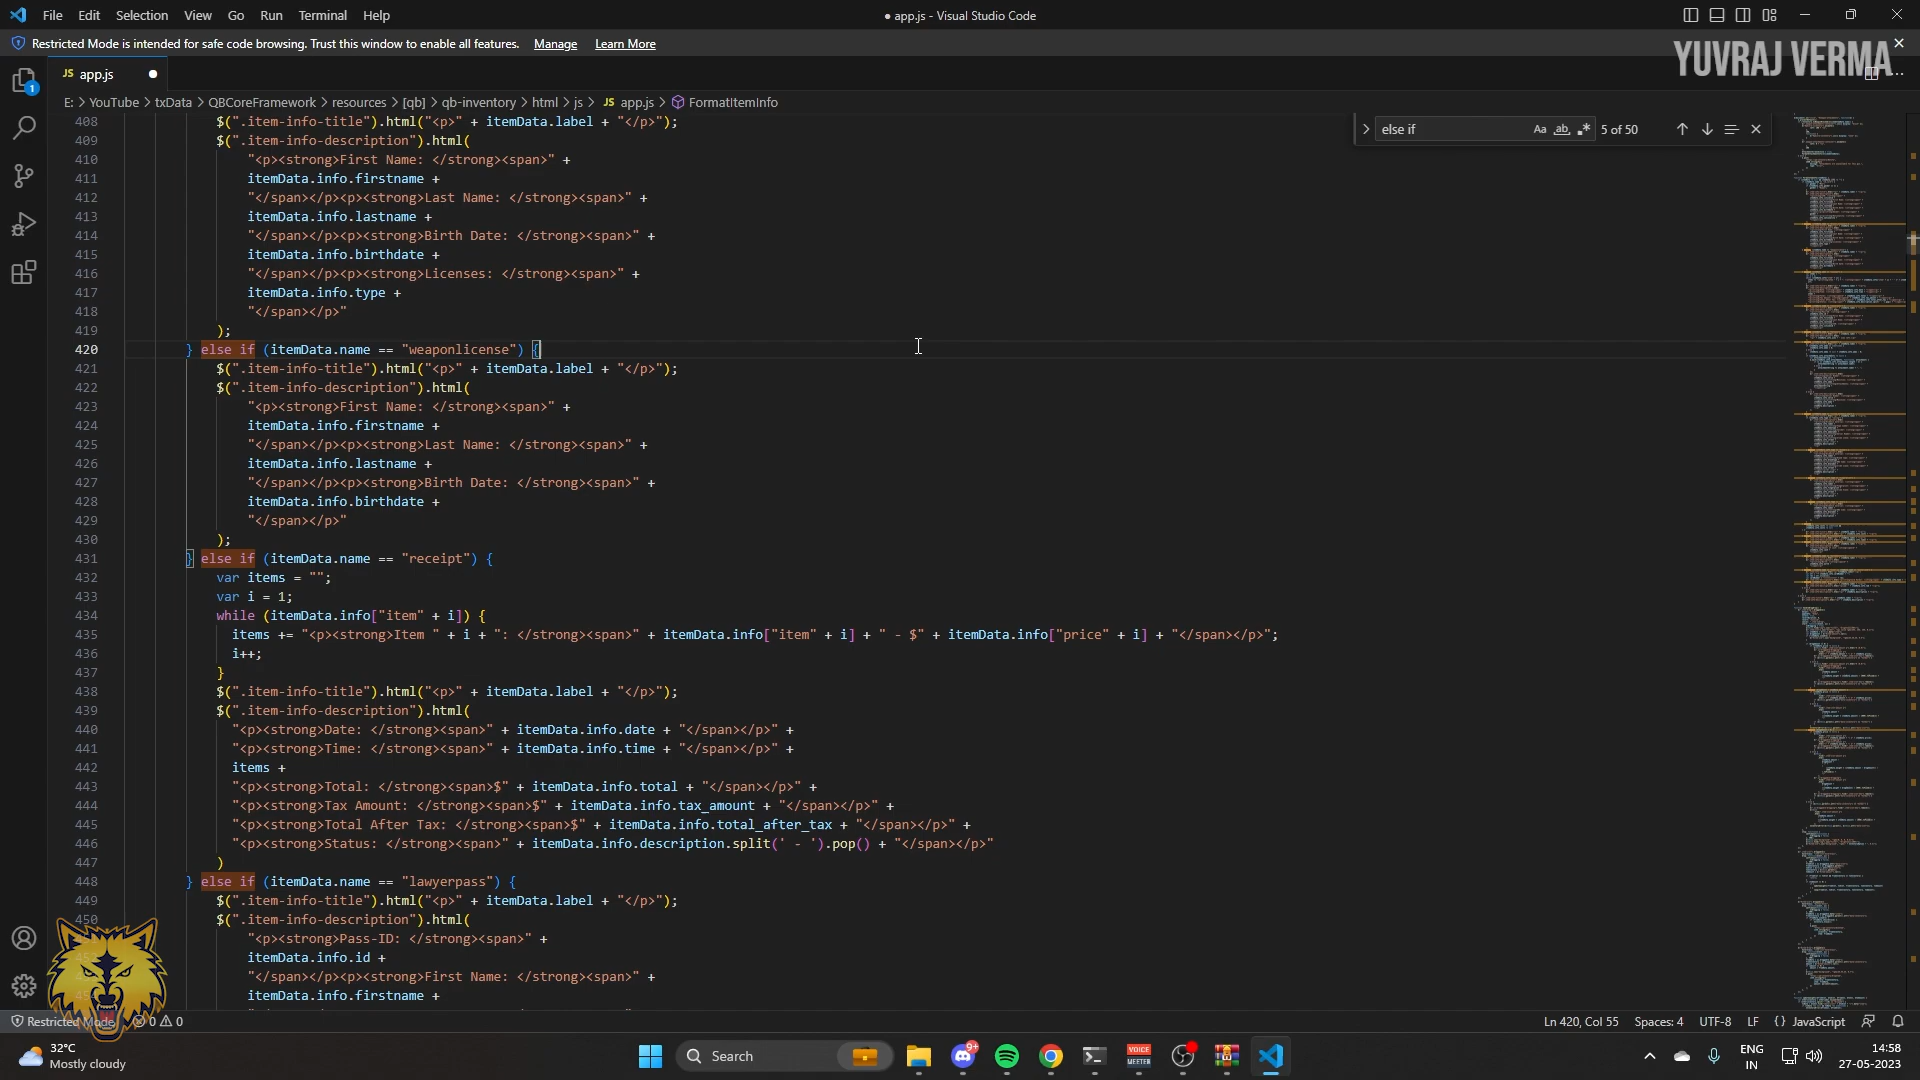 File Edit Selection View Go Run Terminal Help
● app.js - Visual Studio Code
Restricted Mode is intended for safe code browsing. Trust this window to enable all features. Manage Learn More
YUVRAJ VERMA
JS app.js
E: > YouTube > txData > QBCoreFramework > resources > [qb] > qb-inventory > html > js > JS app.js > FormatItemInfo
else if Aa ab .* 5 of 50
408 $(".item-info-title").html("<p>" + itemData.label + "</p>");
409 $(".item-info-description").html(
410 "<p><strong>First Name: </strong><span>" +
411 itemData.info.firstname +
412 "</span></p><p><strong>Last Name: </strong><span>" +
413 itemData.info.lastname +
414 "</span></p><p><strong>Birth Date: </strong><span>" +
415 itemData.info.birthdate +
416 "</span></p><p><strong>Licenses: </strong><span>" +
417 itemData.info.type +
418 "</span></p>"
419 );
420 } else if (itemData.name == "weaponlicense") {
421 $(".item-info-title").html("<p>" + itemData.label + "</p>");
422 $(".item-info-description").html(
423 "<p><strong>First Name: </strong><span>" +
424 itemData.info.firstname +
425 "</span></p><p><strong>Last Name: </strong><span>" +
426 itemData.info.lastname +
427 "</span></p><p><strong>Birth Date: </strong><span>" +
428 itemData.info.birthdate +
429 "</span></p>"
430 );
431 } else if (itemData.name == "receipt") {
432 var items = "";
433 var i = 1;
434 while (itemData.info["item" + i]) {
435 items += "<p><strong>Item " + i + ": </strong><span>" + itemData.info["item" + i] + " - $" + itemData.info["price" + i] + "</span></p>";
436 i++;
437 }
438 $(".item-info-title").html("<p>" + itemData.label + "</p>");
439 $(".item-info-description").html(
440 "<p><strong>Date: </strong><span>" + itemData.info.date + "</span></p>" +
441 "<p><strong>Time: </strong><span>" + itemData.info.time + "</span></p>" +
442 items +
443 "<p><strong>Total: </strong><span>$" + itemData.info.total + "</span></p>" +
444 "<p><strong>Tax Amount: </strong><span>$" + itemData.info.tax_amount + "</span></p>" +
445 "<p><strong>Total After Tax: </strong><span>$" + itemData.info.total_after_tax + "</span></p>" +
446 "<p><strong>Status: </strong><span>" + itemData.info.description.split(' - ').pop() + "</span></p>"
447 )
448 } else if (itemData.name == "lawyerpass") {
449 $(".item-info-title").html("<p>" + itemData.label + "</p>");
450 $(".item-info-description").html(
"<p><strong>Pass-ID: </strong><span>" +
itemData.info.id +
"</span></p><p><strong>First Name: </strong><span>" +
itemData.info.firstname +
Restricted Mode 0 0 Ln 420, Col 55 Spaces: 4 UTF-8 LF {} JavaScript
32°C
Mostly cloudy
Search
9+
VOICE
MEETER
ENG
IN
14:58
27-05-2023